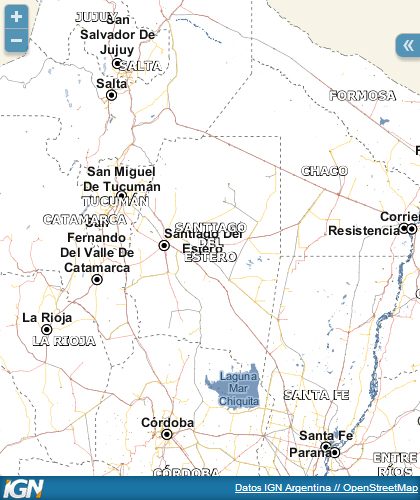 +
−
«
JUJUY
San
Salvador De
Jujuy
SALTA
Salta
FORMOSA
CHACO
San Miguel
De Tucumán
TUCUMÁN
CATAMARCA
San
Fernando
Del Valle De
Catamarca
SANTIAGO
DEL
ESTERO
Santiago Del
Estero
Corrie
Resistencia
La Rioja
LA RIOJA
Laguna
Mar
Chiquita
SANTA FE
Córdoba
CÓRDOBA
Santa Fe
Paraná
ENTRE
RÍOS
IGN
Datos IGN Argentina // OpenStreetMap